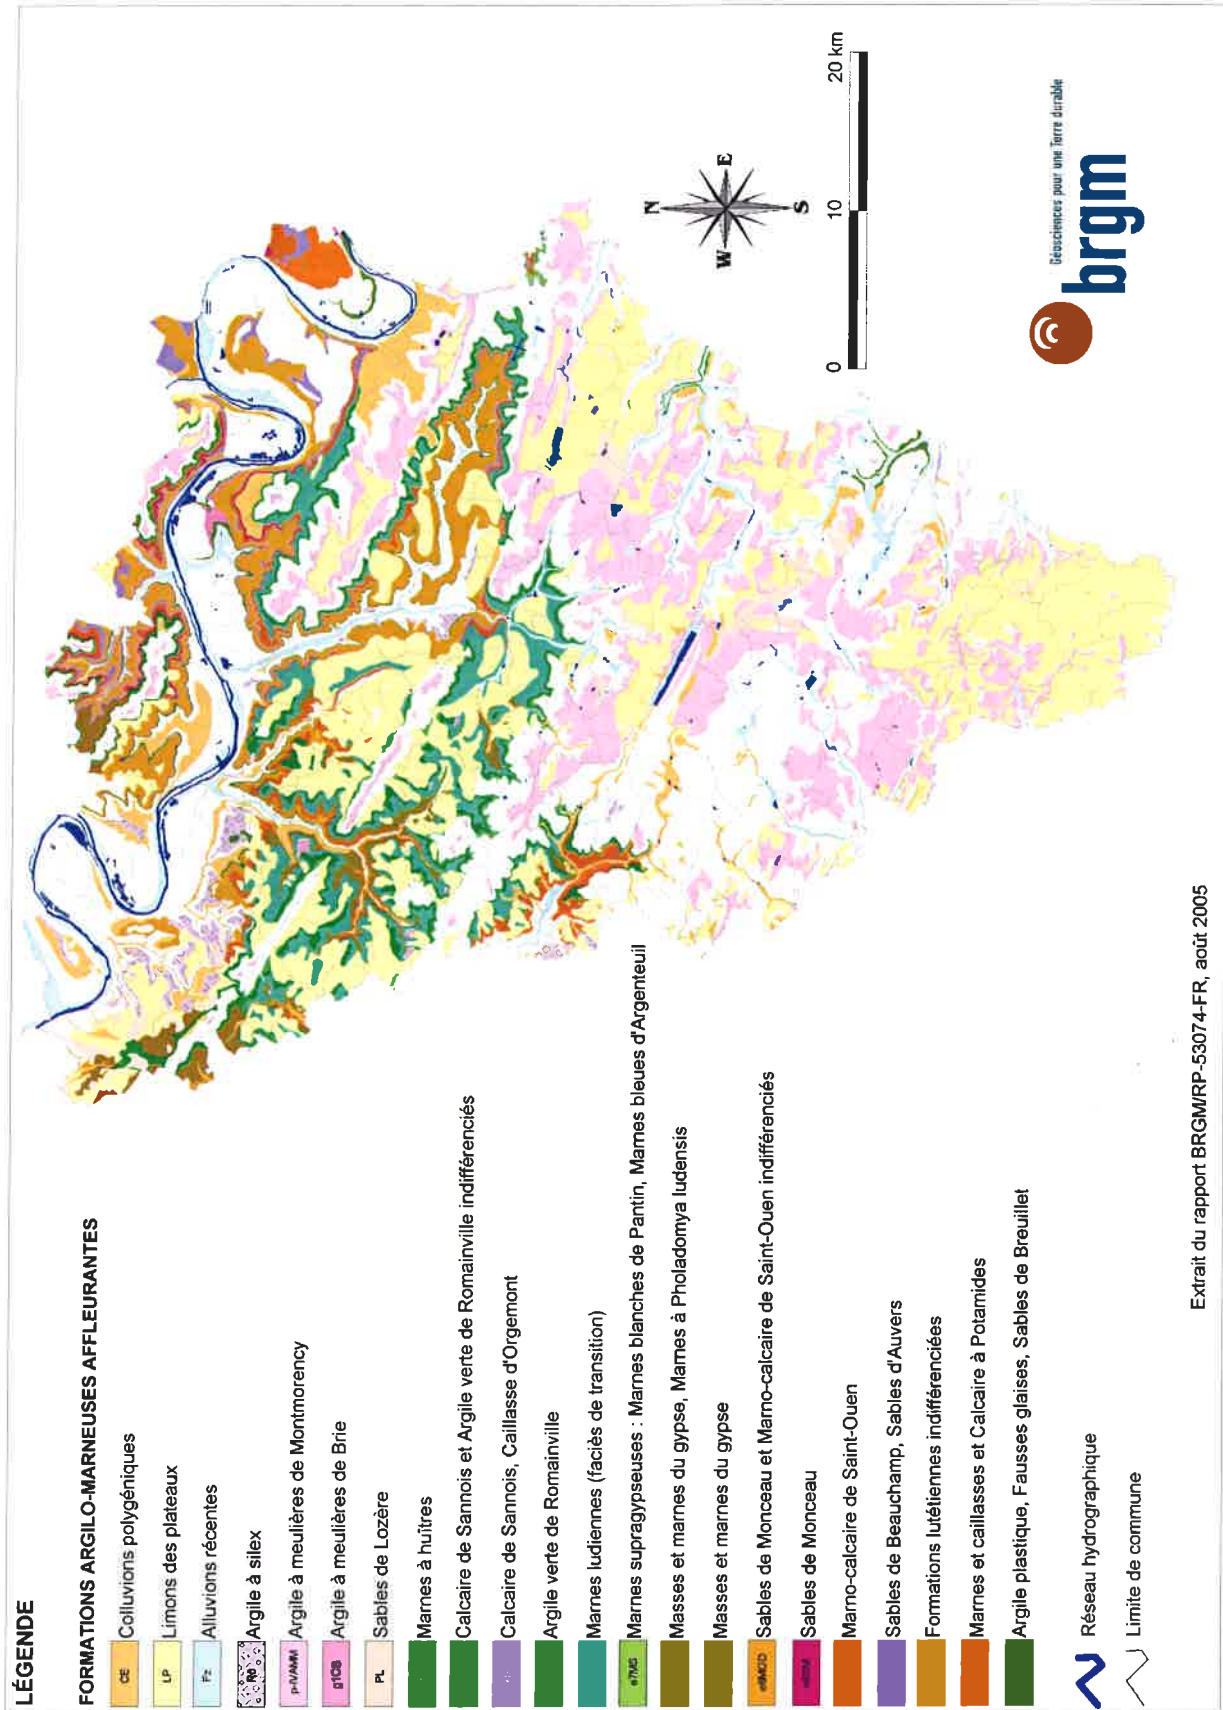 LÉGENDE
FORMATIONS ARGILO-MARNEUSES AFFLEURANTES
CE Colluvions polygéniques
LP Limons des plateaux
Fz Alluvions récentes
Argile à silex
p-IVAMM Argile à meulières de Montmorency
g1CB Argile à meulières de Brie
PL Sables de Lozère
Marnes à huîtres
Calcaire de Sannois et Argile verte de Romainville indifférenciés
Calcaire de Sannois, Caillasse d'Orgemont
Argile verte de Romainville
Marnes ludiennes (faciès de transition)
e7MG Marnes supragypseuses : Marnes blanches de Pantin, Marnes bleues d'Argenteuil
Masses et marnes du gypse, Marnes à Pholadomya ludensis
Masses et marnes du gypse
Sables de Monceau et Marno-calcaire de Saint-Ouen indifférenciés
Sables de Monceau
Marno-calcaire de Saint-Ouen
Sables de Beauchamp, Sables d'Auvers
Formations lutétiennes indifférenciées
Marnes et caillasses et Calcaire à Potamides
Argile plastique, Fausses glaises, Sables de Breuillet
Réseau hydrographique
Limite de commune
N
W E
S
0 10 20 km
Géosciences pour une Terre durable
brgm
Extrait du rapport BRGM/RP-53074-FR, août 2005